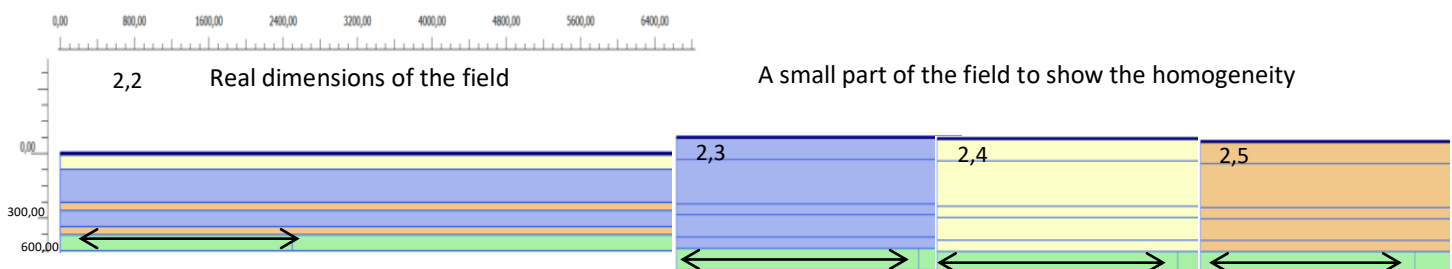 0,00 800,00 1600,00 2400,00 3200,00 4000,00 4800,00 5600,00 6400,00
2,2 Real dimensions of the field
A small part of the field to show the homogeneity
0,00
2,3
2,4
2,5
300,00
600,00